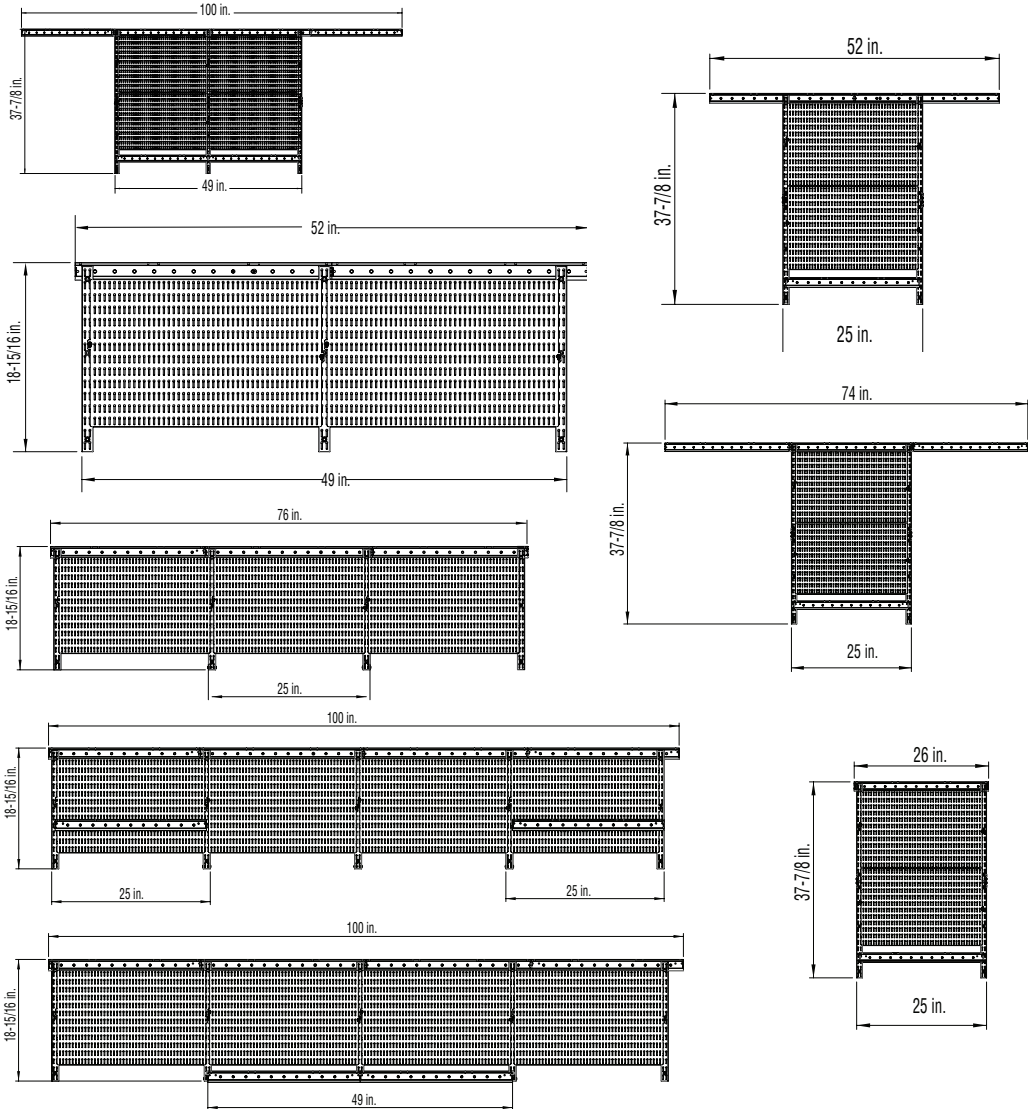 100 in.
37-7/8 in.
49 in.
52 in.
18-15/16 in.
49 in.
76 in.
18-15/16 in.
25 in.
100 in.
18-15/16 in.
25 in.
25 in.
100 in.
18-15/16 in.
49 in.
52 in.
37-7/8 in.
25 in.
74 in.
37-7/8 in.
25 in.
26 in.
37-7/8 in.
25 in.